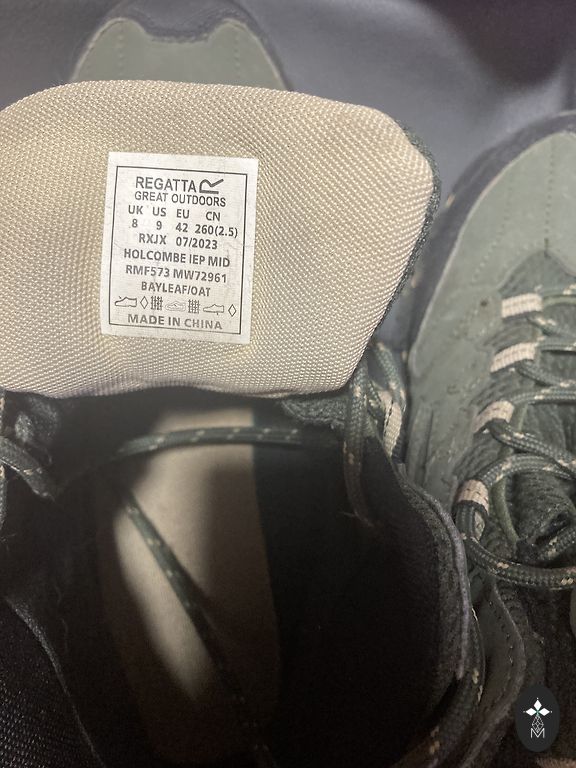 REGATTA
GREAT OUTDOORS
UK US EU CN
8 9 42 260(2.5)
RXJX 07/2023
HOLCOMBE IEP MID
RMF573 MW72961
BAYLEAF/OAT
MADE IN CHINA
M